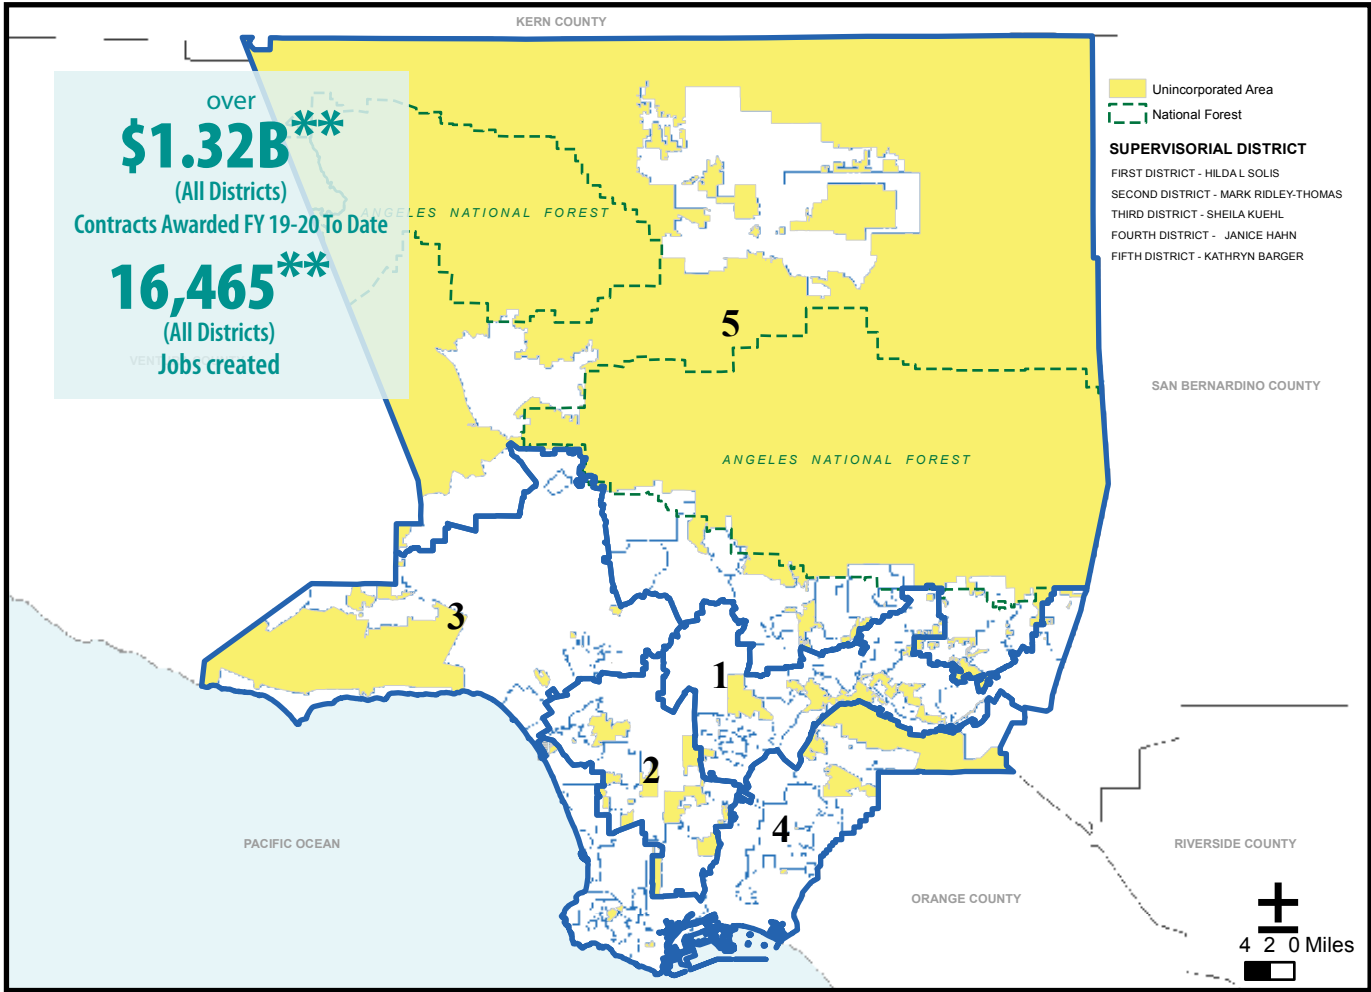 KERN COUNTY
over
$1.32B**
(All Districts)
Contracts Awarded FY 19-20 To Date
16,465**
(All Districts)
Jobs created
VENTURA COUNTY
ANGELES NATIONAL FOREST
Unincorporated Area
National Forest
SUPERVISORIAL DISTRICT
FIRST DISTRICT - HILDA L SOLIS
SECOND DISTRICT - MARK RIDLEY-THOMAS
THIRD DISTRICT - SHEILA KUEHL
FOURTH DISTRICT - JANICE HAHN
FIFTH DISTRICT - KATHRYN BARGER
5
SAN BERNARDINO COUNTY
ANGELES NATIONAL FOREST
3
1
2
4
PACIFIC OCEAN
RIVERSIDE COUNTY
ORANGE COUNTY
4 2 0 Miles